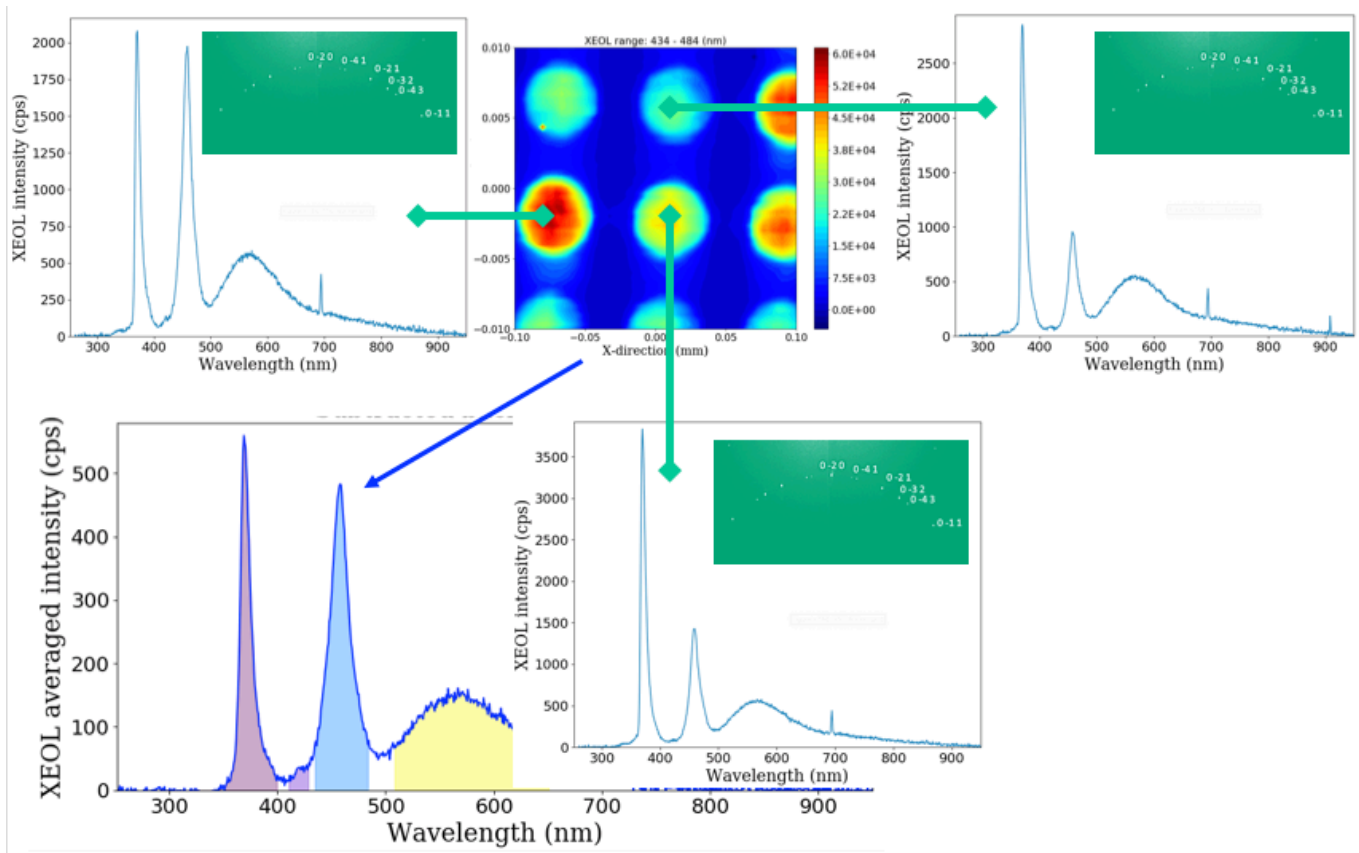 XEOL intensity (cps)
2000
1750
1500
1250
1000
750
500
250
0
300 400 500 600 700 800 900
Wavelength (nm)
0-20
0-41
0-21
0-32
0-43
0-11
XEOL range: 434 - 484 (nm)
0.010
0.005
0.000
−0.005
−0.010
−0.10 −0.05 0.00 0.05 0.10
X-direction (mm)
6.0E+04
5.2E+04
4.5E+04
3.8E+04
3.0E+04
2.2E+04
1.5E+04
7.5E+03
0.0E+00
XEOL intensity (cps)
2500
2000
1500
1000
500
0
300 400 500 600 700 800 900
Wavelength (nm)
0-20
0-41
0-21
0-32
0-43
0-11
XEOL averaged intensity (cps)
500
400
300
200
100
0
300 400 500 600 700 800 900
Wavelength (nm)
XEOL intensity (cps)
3500
3000
2500
2000
1500
1000
500
0
300 400 500 600 700 800 900
Wavelength (nm)
0-20
0-41
0-21
0-32
0-43
0-11